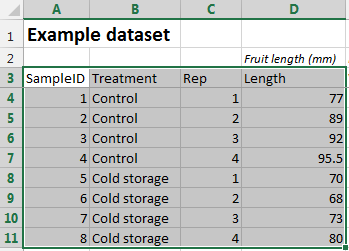 A B C D
1 Example dataset
2 Fruit length (mm)
3 SampleID Treatment Rep Length
4 1 Control 1 77
5 2 Control 2 89
6 3 Control 3 92
7 4 Control 4 95.5
8 5 Cold storage 1 70
9 6 Cold storage 2 68
10 7 Cold storage 3 73
11 8 Cold storage 4 80